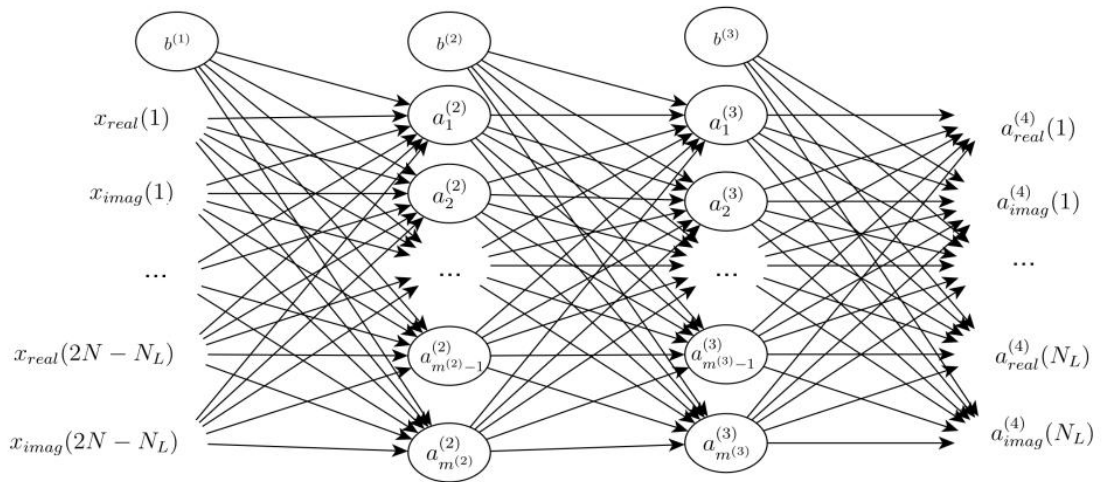 b^{(1)} b^{(2)} b^{(3)}
x_{real}(1) a_1^{(2)} a_1^{(3)} a_{real}^{(4)}(1)
x_{imag}(1) a_2^{(2)} a_2^{(3)} a_{imag}^{(4)}(1)
... ... ... ...
x_{real}(2N − N_L) a_{m^{(2)}−1}^{(2)} a_{m^{(3)}−1}^{(3)} a_{real}^{(4)}(N_L)
x_{imag}(2N − N_L) a_{m^{(2)}}^{(2)} a_{m^{(3)}}^{(3)} a_{imag}^{(4)}(N_L)